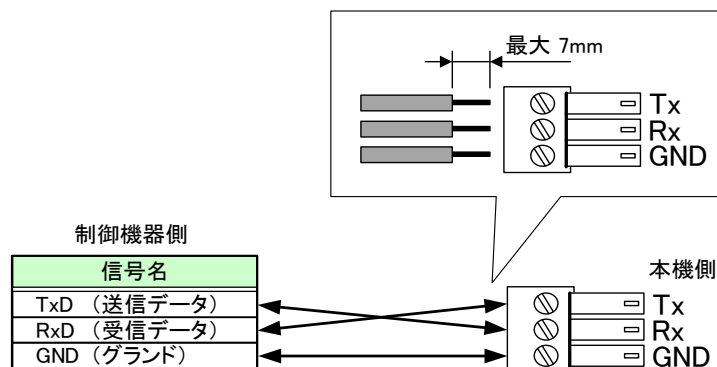 最大 7mm
Tx
Rx
GND
制御機器側
信号名
TxD (送信データ)
RxD (受信データ)
GND (グランド)
本機側
Tx
Rx
GND